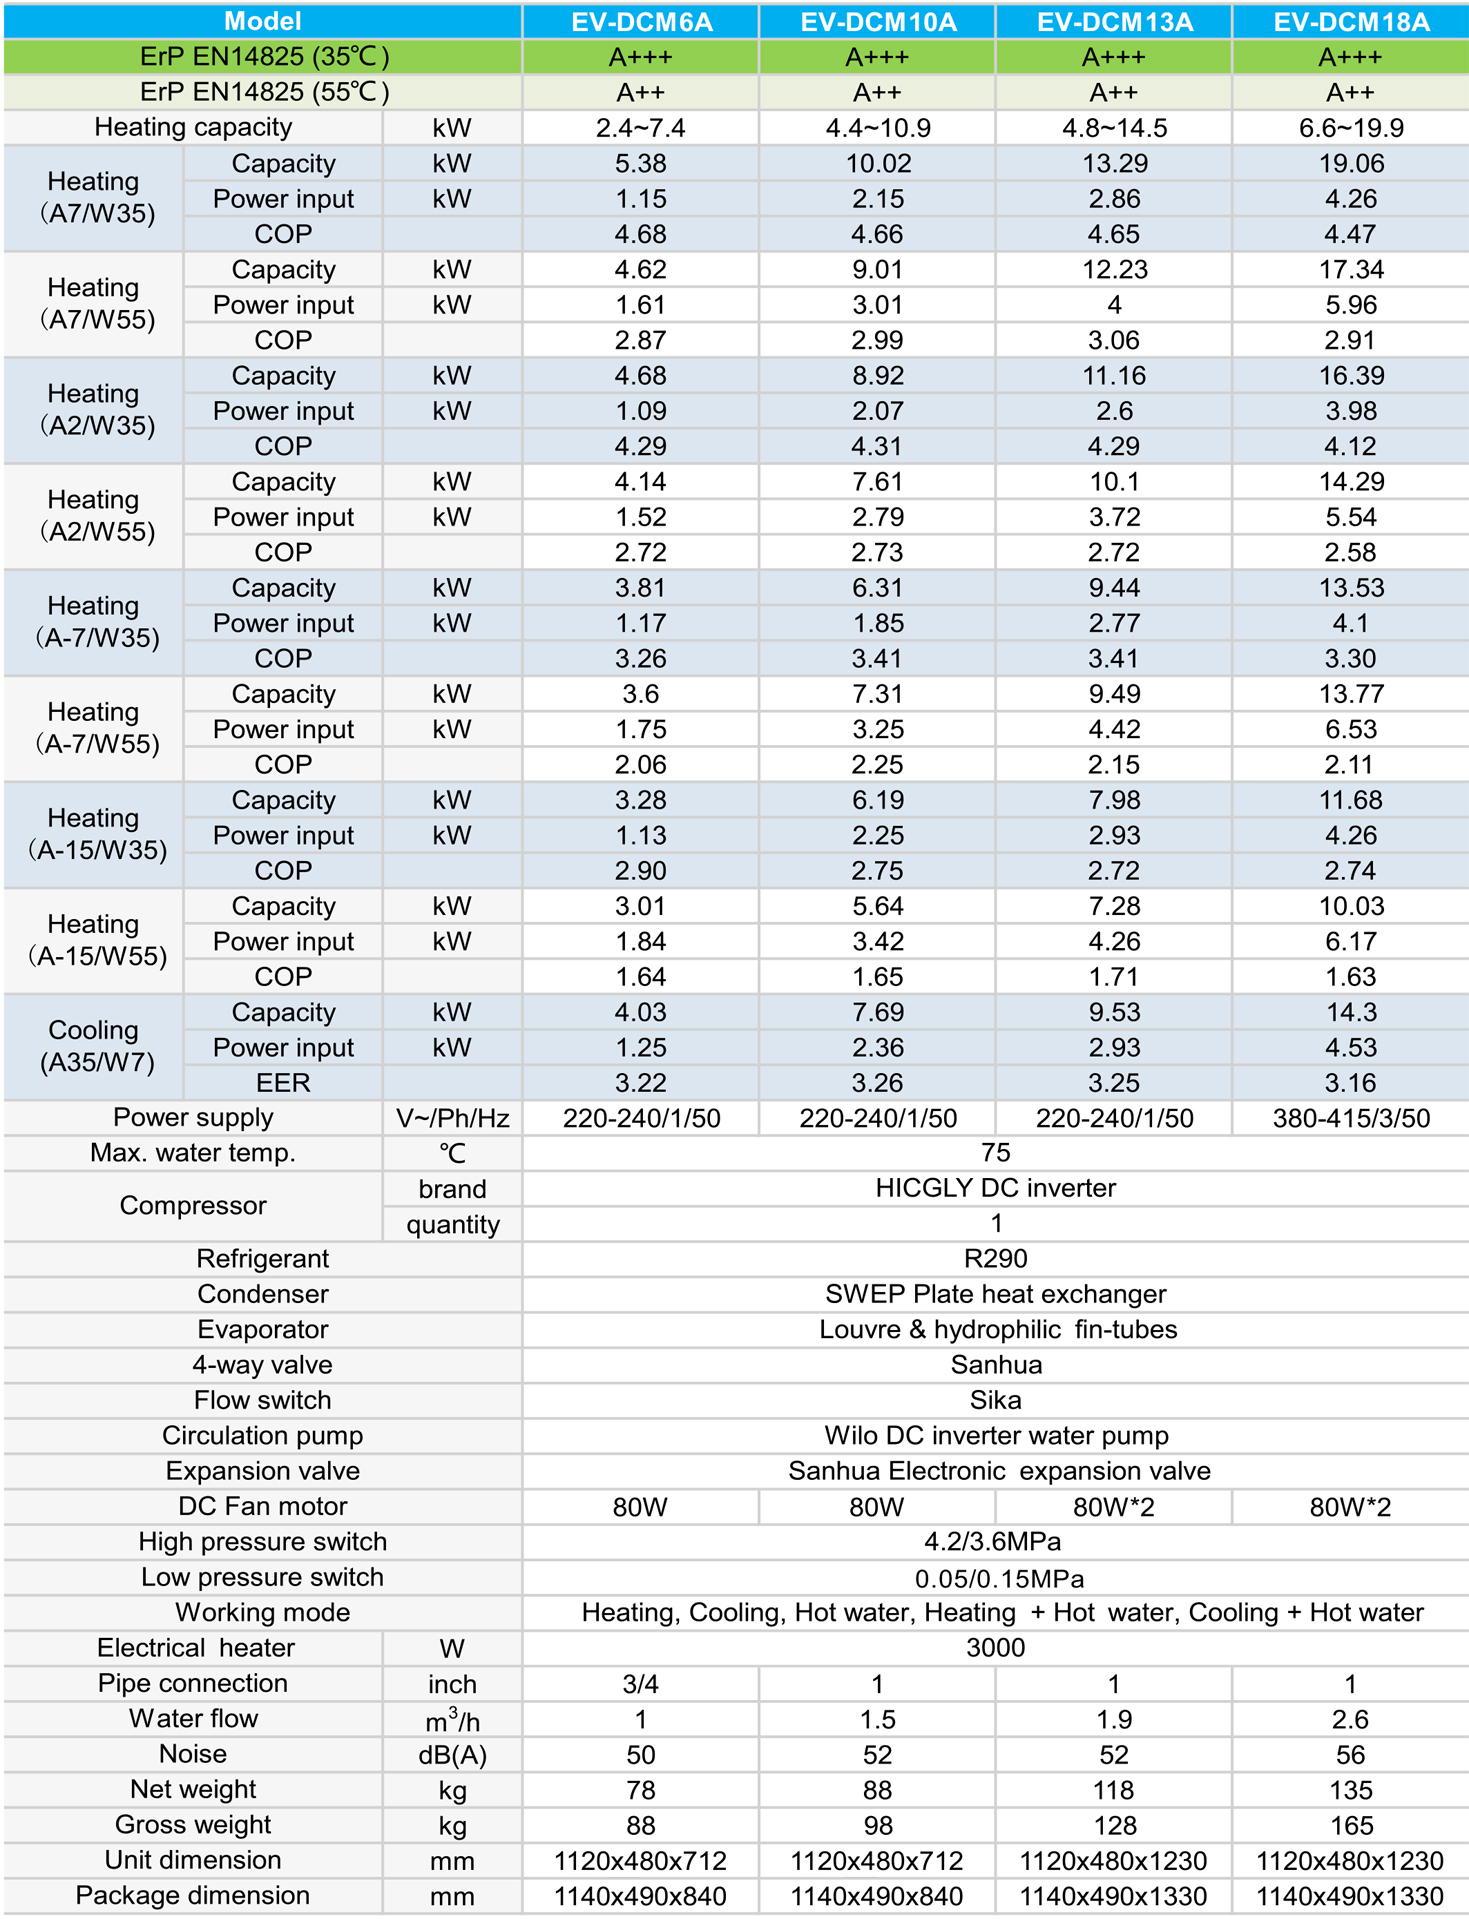 Model EV-DCM6A EV-DCM10A EV-DCM13A EV-DCM18A
ErP EN14825 (35℃) A+++ A+++ A+++ A+++
ErP EN14825 (55℃) A++ A++ A++ A++
Heating capacity kW 2.4~7.4 4.4~10.9 4.8~14.5 6.6~19.9
Heating （A7/W35) Capacity kW 5.38 10.02 13.29 19.06
Power input kW 1.15 2.15 2.86 4.26
COP 4.68 4.66 4.65 4.47
Heating （A7/W55) Capacity kW 4.62 9.01 12.23 17.34
Power input kW 1.61 3.01 4 5.96
COP 2.87 2.99 3.06 2.91
Heating （A2/W35) Capacity kW 4.68 8.92 11.16 16.39
Power input kW 1.09 2.07 2.6 3.98
COP 4.29 4.31 4.29 4.12
Heating （A2/W55) Capacity kW 4.14 7.61 10.1 14.29
Power input kW 1.52 2.79 3.72 5.54
COP 2.72 2.73 2.72 2.58
Heating （A-7/W35) Capacity kW 3.81 6.31 9.44 13.53
Power input kW 1.17 1.85 2.77 4.1
COP 3.26 3.41 3.41 3.30
Heating （A-7/W55) Capacity kW 3.6 7.31 9.49 13.77
Power input kW 1.75 3.25 4.42 6.53
COP 2.06 2.25 2.15 2.11
Heating （A-15/W35) Capacity kW 3.28 6.19 7.98 11.68
Power input kW 1.13 2.25 2.93 4.26
COP 2.90 2.75 2.72 2.74
Heating （A-15/W55) Capacity kW 3.01 5.64 7.28 10.03
Power input kW 1.84 3.42 4.26 6.17
COP 1.64 1.65 1.71 1.63
Cooling (A35/W7) Capacity kW 4.03 7.69 9.53 14.3
Power input kW 1.25 2.36 2.93 4.53
EER 3.22 3.26 3.25 3.16
Power supply V~/Ph/Hz 220-240/1/50 220-240/1/50 220-240/1/50 380-415/3/50
Max. water temp. ℃ 75
Compressor brand HICGLY DC inverter
quantity 1
Refrigerant R290
Condenser SWEP Plate heat exchanger
Evaporator Louvre & hydrophilic fin-tubes
4-way valve Sanhua
Flow switch Sika
Circulation pump Wilo DC inverter water pump
Expansion valve Sanhua Electronic expansion valve
DC Fan motor 80W 80W 80W*2 80W*2
High pressure switch 4.2/3.6MPa
Low pressure switch 0.05/0.15MPa
Working mode Heating, Cooling, Hot water, Heating + Hot water, Cooling + Hot water
Electrical heater W 3000
Pipe connection inch 3/4 1 1 1
Water flow m³/h 1 1.5 1.9 2.6
Noise dB(A) 50 52 52 56
Net weight kg 78 88 118 135
Gross weight kg 88 98 128 165
Unit dimension mm 1120x480x712 1120x480x712 1120x480x1230 1120x480x1230
Package dimension mm 1140x490x840 1140x490x840 1140x490x1330 1140x490x1330